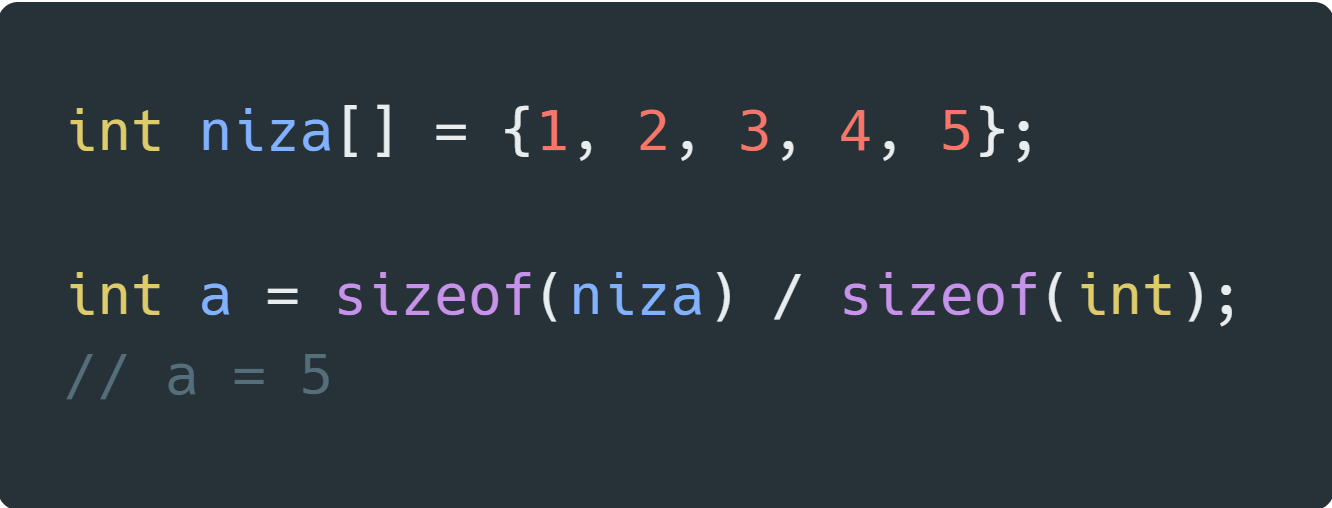 int niza[] = {1, 2, 3, 4, 5};
int a = sizeof(niza) / sizeof(int);
// a = 5